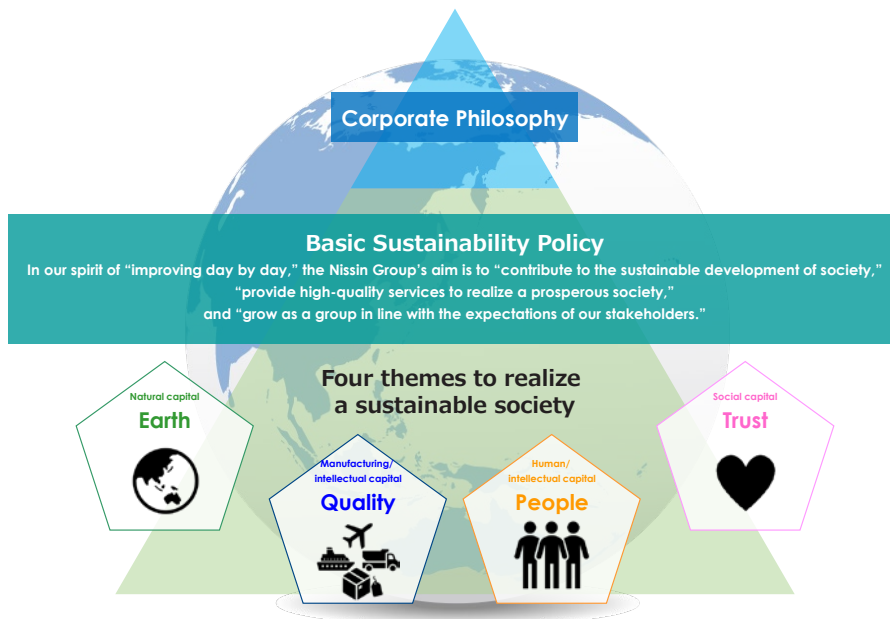 Corporate Philosophy
Basic Sustainability Policy
In our spirit of “improving day by day,” the Nissin Group’s aim is to “contribute to the sustainable development of society,”
“provide high-quality services to realize a prosperous society,”
and “grow as a group in line with the expectations of our stakeholders.”
Four themes to realize
a sustainable society
Natural capital
Earth
Manufacturing/
intellectual capital
Quality
Human/
intellectual capital
People
Social capital
Trust